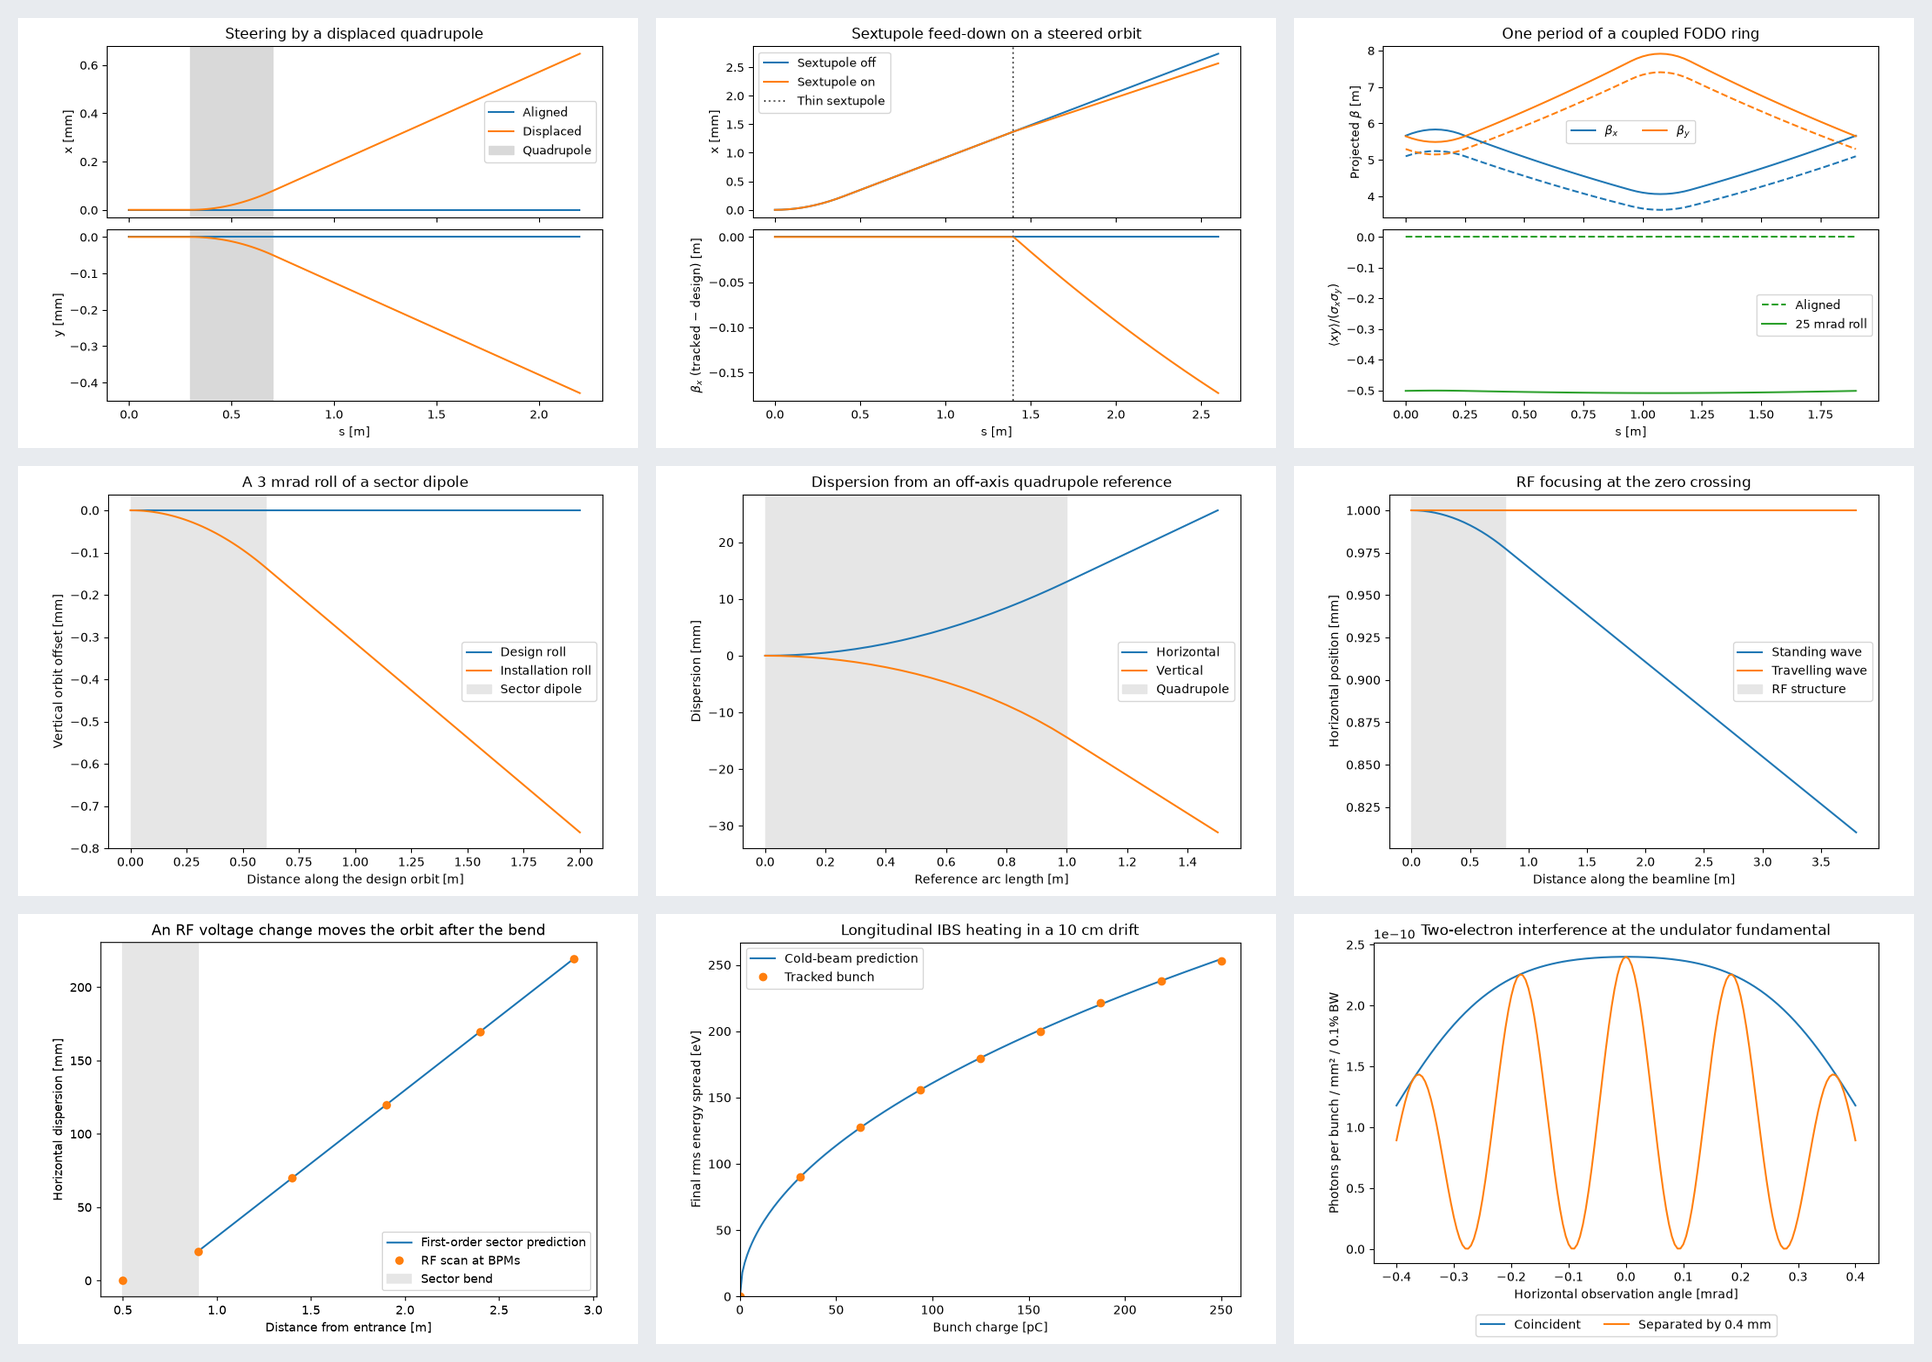 Steering by a displaced quadrupole
0.6
0.4
0.2
0.0
x [mm]
Aligned
Displaced
Quadrupole
0.0
−0.1
−0.2
−0.3
−0.4
y [mm]
0.0 0.5 1.0 1.5 2.0
s [m]
Sextupole feed-down on a steered orbit
2.5
2.0
1.5
1.0
0.5
0.0
x [mm]
Sextupole off
Sextupole on
Thin sextupole
0.00
−0.05
−0.10
−0.15
βx (tracked − design) [m]
0.0 0.5 1.0 1.5 2.0 2.5
s [m]
One period of a coupled FODO ring
8
7
6
5
4
Projected β [m]
βx βy
0.0
−0.1
−0.2
−0.3
−0.4
−0.5
⟨xy⟩/(σxσy)
Aligned
25 mrad roll
0.00 0.25 0.50 0.75 1.00 1.25 1.50 1.75
s [m]
A 3 mrad roll of a sector dipole
0.0
−0.1
−0.2
−0.3
−0.4
−0.5
−0.6
−0.7
−0.8
Vertical orbit offset [mm]
Design roll
Installation roll
Sector dipole
0.00 0.25 0.50 0.75 1.00 1.25 1.50 1.75 2.00
Distance along the design orbit [m]
Dispersion from an off-axis quadrupole reference
20
10
0
−10
−20
−30
Dispersion [mm]
Horizontal
Vertical
Quadrupole
0.0 0.2 0.4 0.6 0.8 1.0 1.2 1.4
Reference arc length [m]
RF focusing at the zero crossing
1.000
0.975
0.950
0.925
0.900
0.875
0.850
0.825
Horizontal position [mm]
Standing wave
Travelling wave
RF structure
0.0 0.5 1.0 1.5 2.0 2.5 3.0 3.5
Distance along the beamline [m]
An RF voltage change moves the orbit after the bend
200
150
100
50
0
Horizontal dispersion [mm]
First-order sector prediction
RF scan at BPMs
Sector bend
0.5 1.0 1.5 2.0 2.5 3.0
Distance from entrance [m]
Longitudinal IBS heating in a 10 cm drift
250
200
150
100
50
0
Final rms energy spread [eV]
Cold-beam prediction
Tracked bunch
0 50 100 150 200 250
Bunch charge [pC]
1e−10 Two-electron interference at the undulator fundamental
2.5
2.0
1.5
1.0
0.5
0.0
Photons per bunch / mm² / 0.1% BW
−0.4 −0.3 −0.2 −0.1 0.0 0.1 0.2 0.3 0.4
Horizontal observation angle [mrad]
Coincident Separated by 0.4 mm